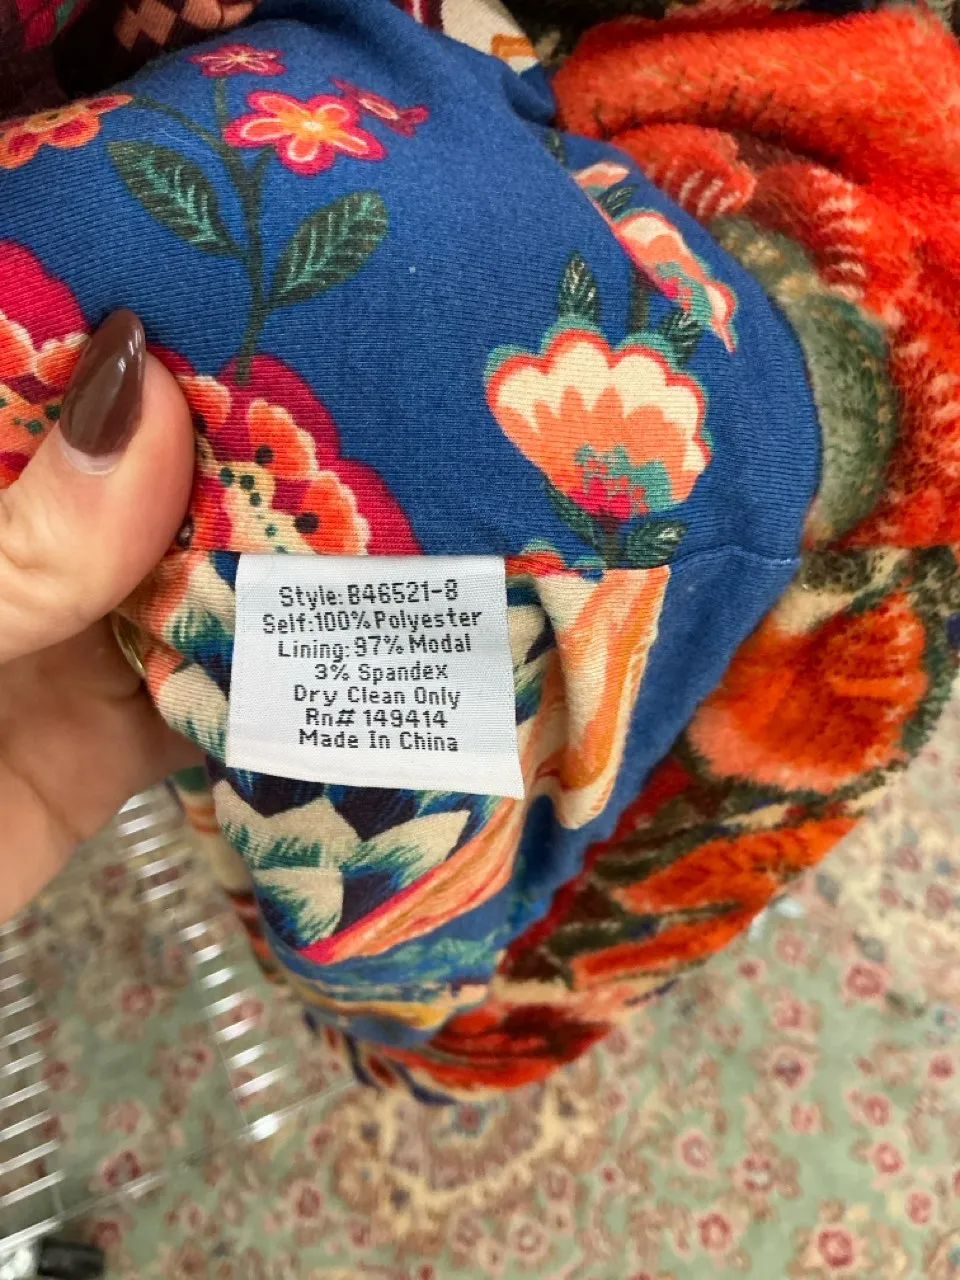 Style: B46521-8
Self:100% Polyester
Lining: 97% Modal
3% Spandex
Dry Clean Only
Rn# 149414
Made In China